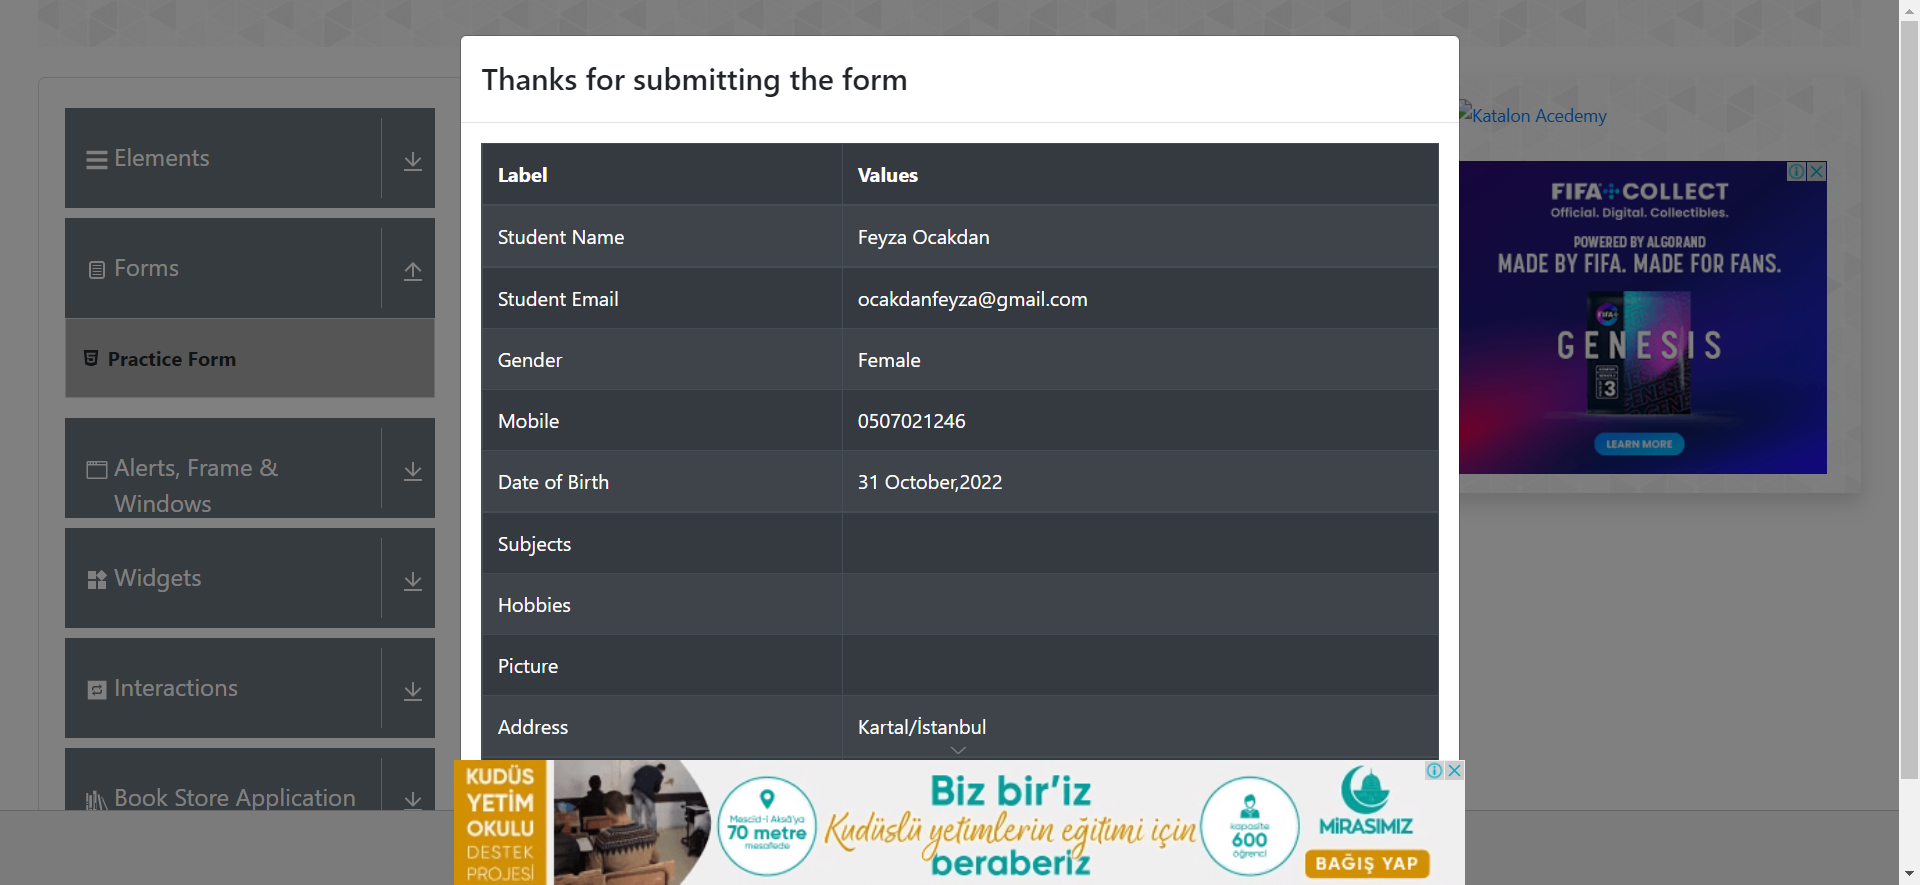 Thanks for submitting the form
Label Values
Student Name Feyza Ocakdan
Student Email ocakdanfeyza@gmail.com
Gender Female
Mobile 0507021246
Date of Birth 31 October,2022
Subjects
Hobbies
Picture
Address Kartal/İstanbul
Elements
Forms
Practice Form
Alerts, Frame &
Windows
Widgets
Interactions
Book Store Application
Katalon Acedemy
FIFA+COLLECT
Official. Digital. Collectibles.
POWERED BY ALGORAND
MADE BY FIFA. MADE FOR FANS.
FIFA+
GENESIS
3
LEARN MORE
KUDÜS
YETİM
OKULU
DESTEK
PROJESİ
Mescid-i Aksâ'ya
70 metre
mesafede
Biz bir'iz
Kudüslü yetimlerin eğitimi için
beraberiz
kapasite
600
öğrenci
MİRASIMIZ
BAĞIŞ YAP